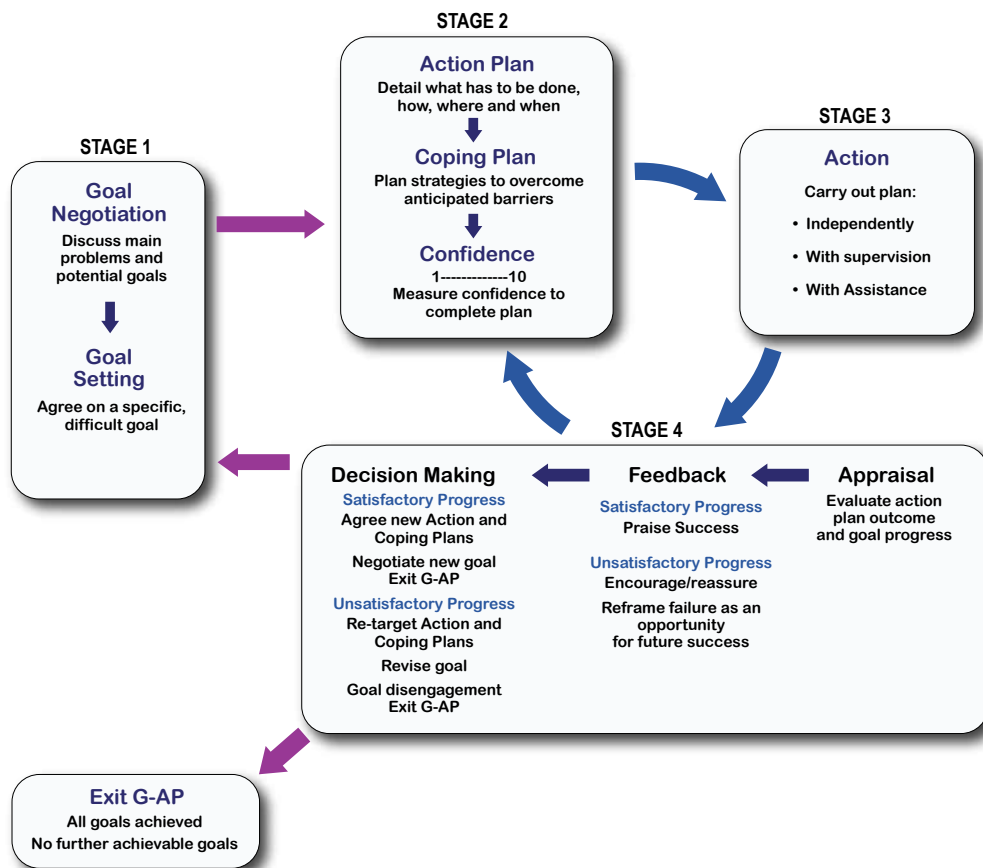 STAGE 1
Goal
Negotiation
Discuss main
problems and
potential goals
Goal
Setting
Agree on a specific,
difficult goal
STAGE 2
Action Plan
Detail what has to be done,
how, where and when
Coping Plan
Plan strategies to overcome
anticipated barriers
Confidence
1-------------10
Measure confidence to
complete plan
STAGE 3
Action
Carry out plan:
• Independently
• With supervision
• With Assistance
STAGE 4
Appraisal
Evaluate action
plan outcome
and goal progress
Feedback
Satisfactory Progress
Praise Success
Unsatisfactory Progress
Encourage/reassure
Reframe failure as an
opportunity
for future success
Decision Making
Satisfactory Progress
Agree new Action and
Coping Plans
Negotiate new goal
Exit G-AP
Unsatisfactory Progress
Re-target Action and
Coping Plans
Revise goal
Goal disengagement
Exit G-AP
Exit G-AP
All goals achieved
No further achievable goals